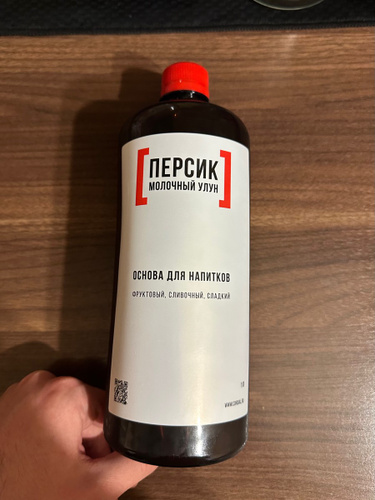 ПЕРСИК
МОЛОЧНЫЙ УЛУН
ОСНОВА ДЛЯ НАПИТКОВ
ФРУКТОВЫЙ, СЛИВОЧНЫЙ, СЛАДКИЙ